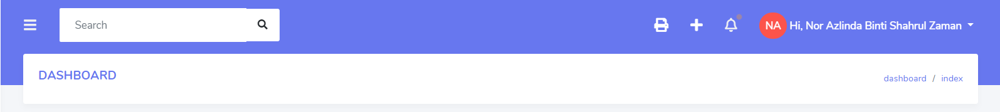 Search
NA Hi, Nor Azlinda Binti Shahrul Zaman
DASHBOARD
dashboard / index